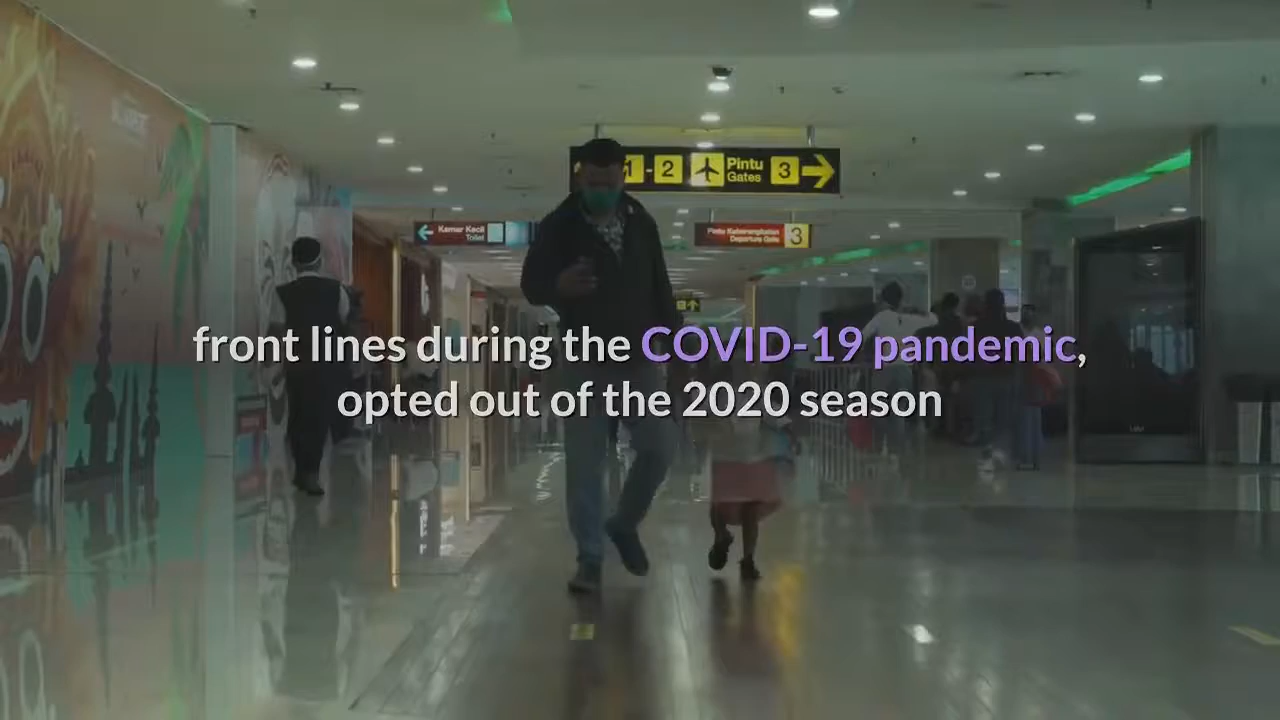 1-2 Pintu Gates 3
Kamar Kecil
Toilet
Pintu Keberangkatan
Departure Gate
3
front lines during the COVID-19 pandemic,
opted out of the 2020 season